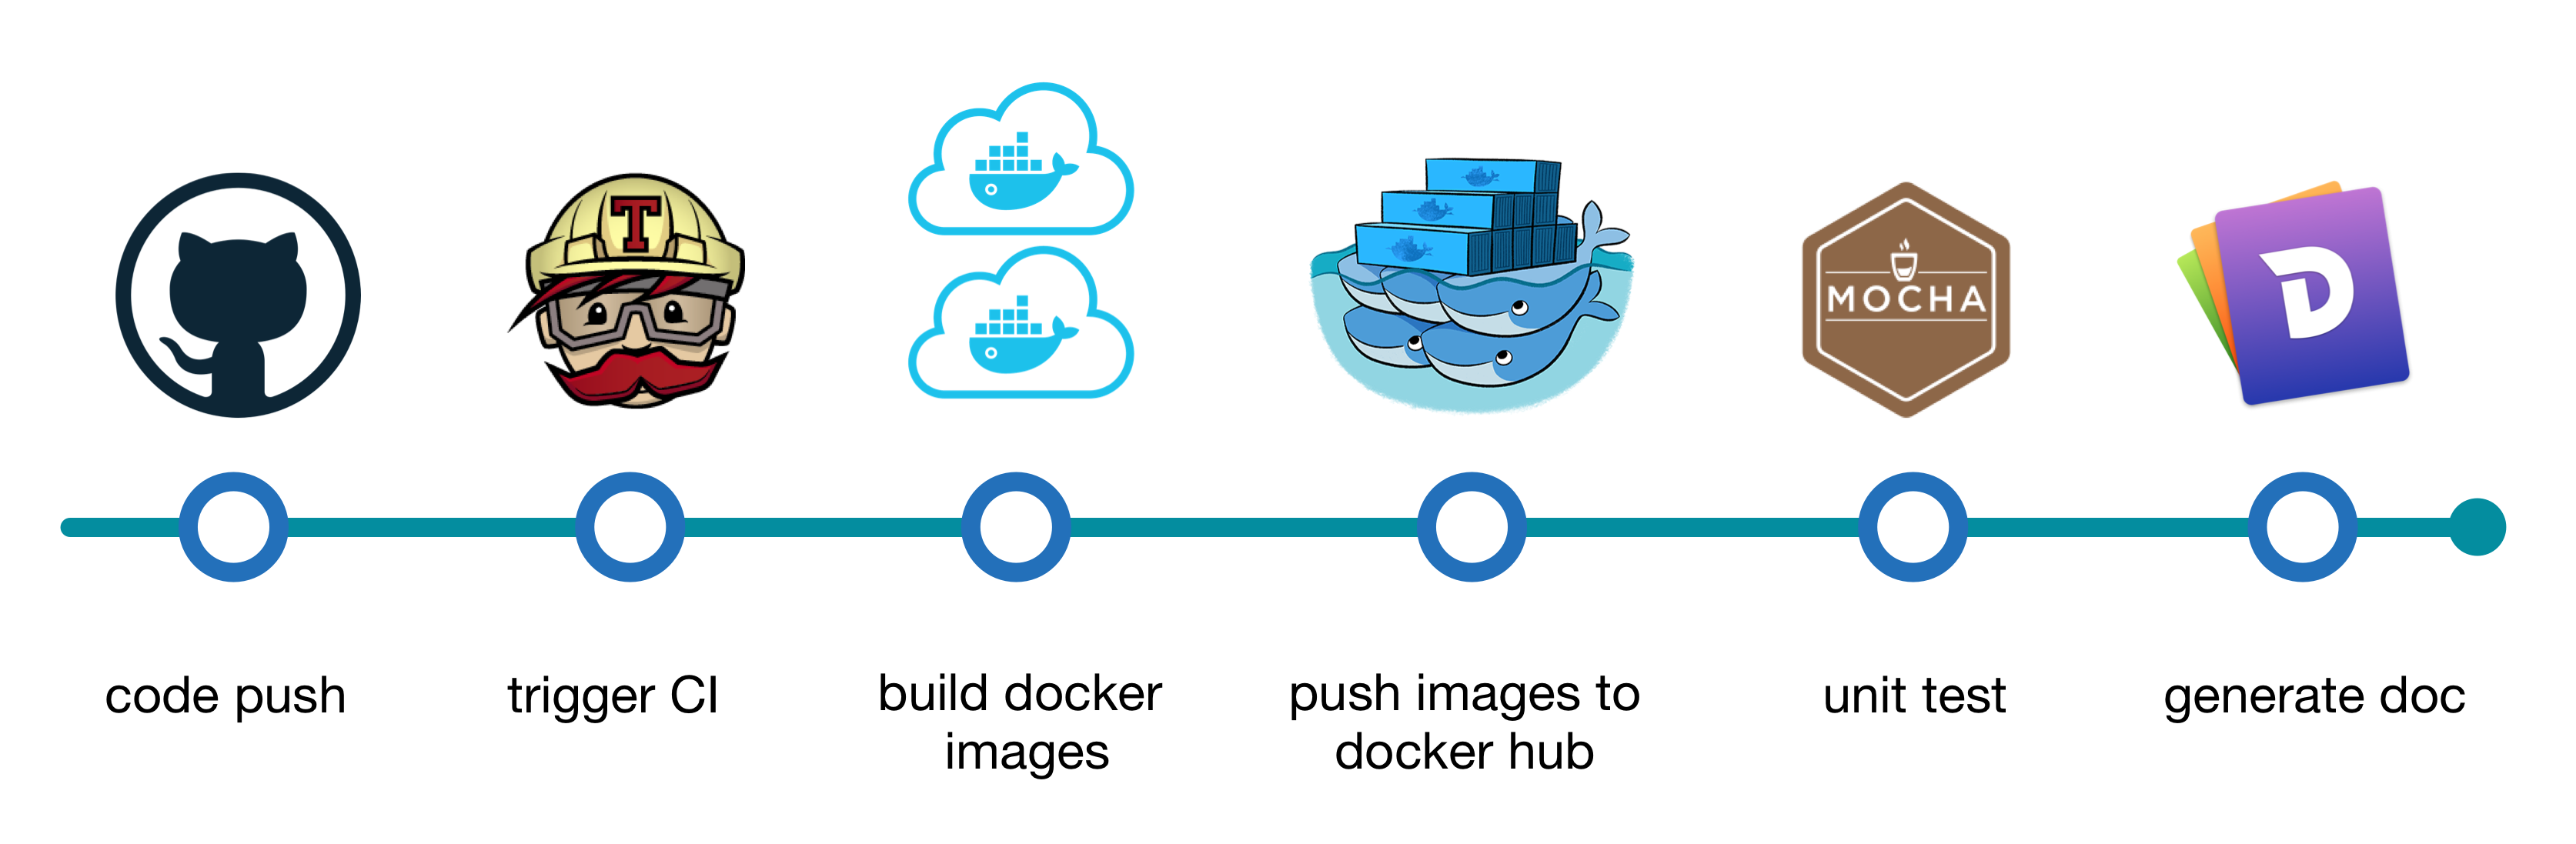 T
MOCHA
D
code push
trigger CI
build docker
images
push images to
docker hub
unit test
generate doc